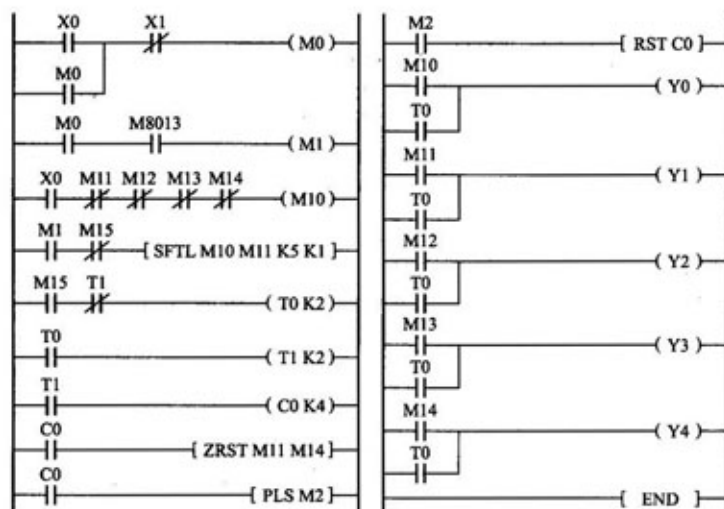 X0 X1
( M0 )
M0
M0 M8013
( M1 )
X0 M11 M12 M13 M14
( M10 )
M1 M15
[ SFTL M10 M11 K5 K1 ]
M15 T1
( T0 K2 )
T0
( T1 K2 )
T1
( C0 K4 )
C0
[ ZRST M11 M14 ]
C0
[ PLS M2 ]
M2
[ RST C0 ]
M10
( Y0 )
T0
M11
( Y1 )
T0
M12
( Y2 )
T0
M13
( Y3 )
T0
M14
( Y4 )
T0
[ END ]